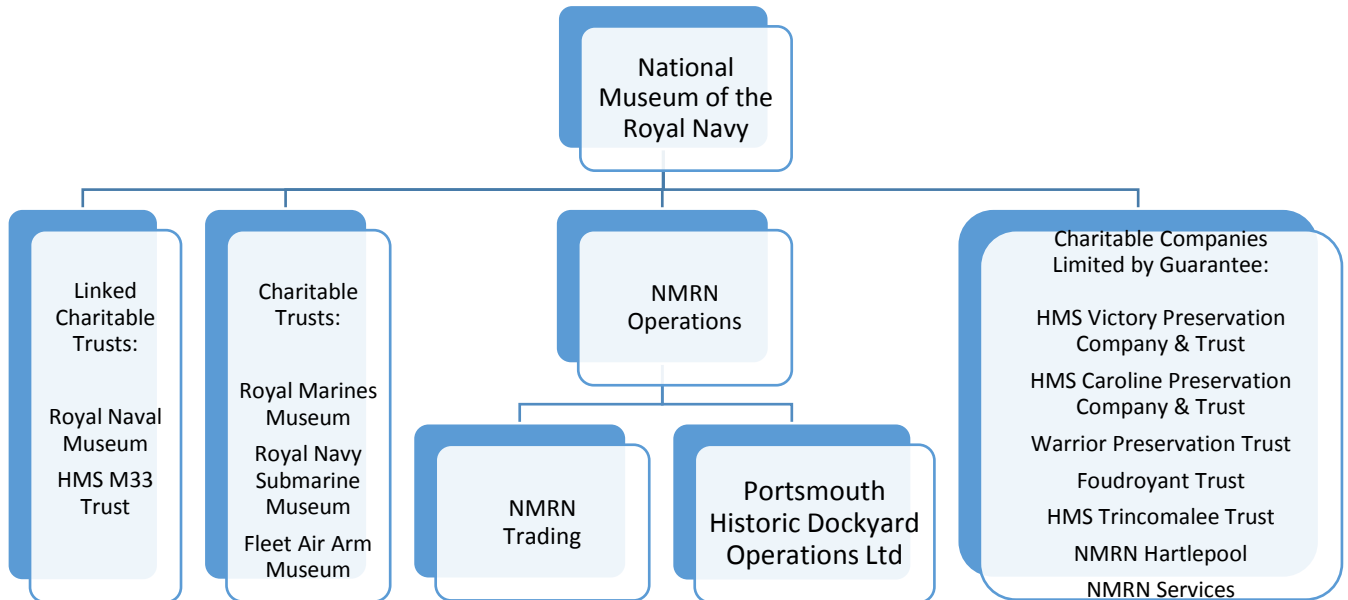 National
Museum of the
Royal Navy
Linked
Charitable
Trusts:
Royal Naval
Museum
HMS M33
Trust
Charitable
Trusts:
Royal Marines
Museum
Royal Navy
Submarine
Museum
Fleet Air Arm
Museum
NMRN
Operations
NMRN
Trading
Portsmouth
Historic Dockyard
Operations Ltd
Charitable Companies
Limited by Guarantee:
HMS Victory Preservation
Company & Trust
HMS Caroline Preservation
Company & Trust
Warrior Preservation Trust
Foudroyant Trust
HMS Trincomalee Trust
NMRN Hartlepool
NMRN Services